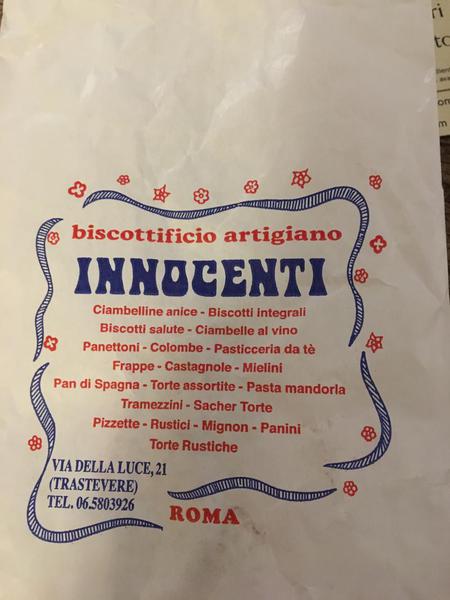 biscottificio artigiano
INNOCENTI
Ciambelline anice - Biscotti integrali
Biscotti salute - Ciambelle al vino
Panettoni - Colombe - Pasticceria da tè
Frappe - Castagnole - Mielini
Pan di Spagna - Torte assortite - Pasta mandorla
Tramezzini - Sacher Torte
Pizzette - Rustici - Mignon - Panini
Torte Rustiche
VIA DELLA LUCE, 21
(TRASTEVERE)
TEL. 06.5803926
ROMA